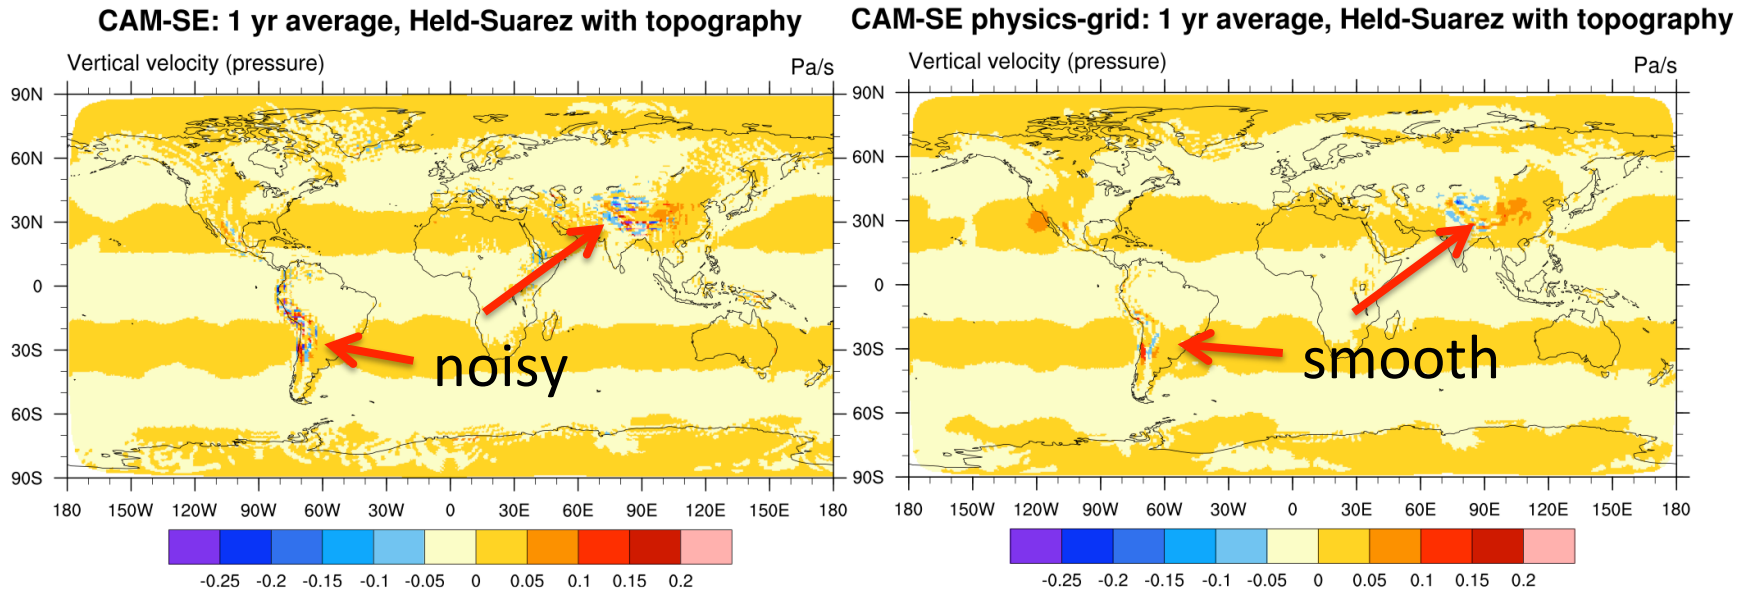 CAM-SE: 1 yr average, Held-Suarez with topography
Vertical velocity (pressure) Pa/s
90N
60N
30N
0
30S
60S
90S
180 150W 120W 90W 60W 30W 0 30E 60E 90E 120E 150E 180
noisy
-0.25 -0.2 -0.15 -0.1 -0.05 0 0.05 0.1 0.15 0.2
CAM-SE physics-grid: 1 yr average, Held-Suarez with topography
Vertical velocity (pressure) Pa/s
90N
60N
30N
0
30S
60S
90S
180 150W 120W 90W 60W 30W 0 30E 60E 90E 120E 150E 180
smooth
-0.25 -0.2 -0.15 -0.1 -0.05 0 0.05 0.1 0.15 0.2